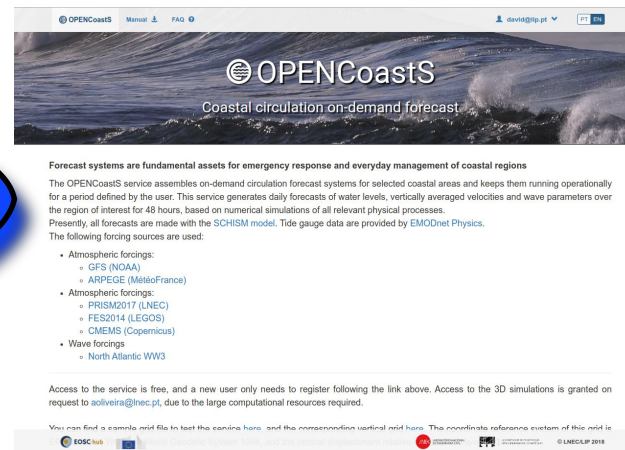 OPENCoastS Manual FAQ david@lip.pt PT EN
OPENCoastS
Coastal circulation on-demand forecast
Forecast systems are fundamental assets for emergency response and everyday management of coastal regions
The OPENCoastS service assembles on-demand circulation forecast systems for selected coastal areas and keeps them running operationally
for a period defined by the user. This service generates daily forecasts of water levels, vertically averaged velocities and wave parameters over
the region of interest for 48 hours, based on numerical simulations of all relevant physical processes.
Presently, all forecasts are made with the SCHISM model. Tide gauge data are provided by EMODnet Physics.
The following forcing sources are used:
• Atmospheric forcings:
◦ GFS (NOAA)
◦ ARPEGE (MétéoFrance)
• Atmospheric forcings:
◦ PRISM2017 (LNEC)
◦ FES2014 (LEGOS)
◦ CMEMS (Copernicus)
• Wave forcings
◦ North Atlantic WW3
Access to the service is free, and a new user only needs to register following the link above. Access to the 3D simulations is granted on
request to aoliveira@lnec.pt, due to the large computational resources required.
You can find a sample grid file to test the service here, and the corresponding vertical grid here. The coordinate reference system of this grid is
EOSC-hub © LNEC/LIP 2018